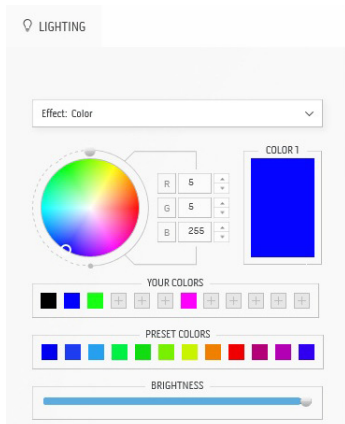 LIGHTING
Effect: Color
COLOR 1
R 5
G 5
B 255
YOUR COLORS
PRESET COLORS
BRIGHTNESS